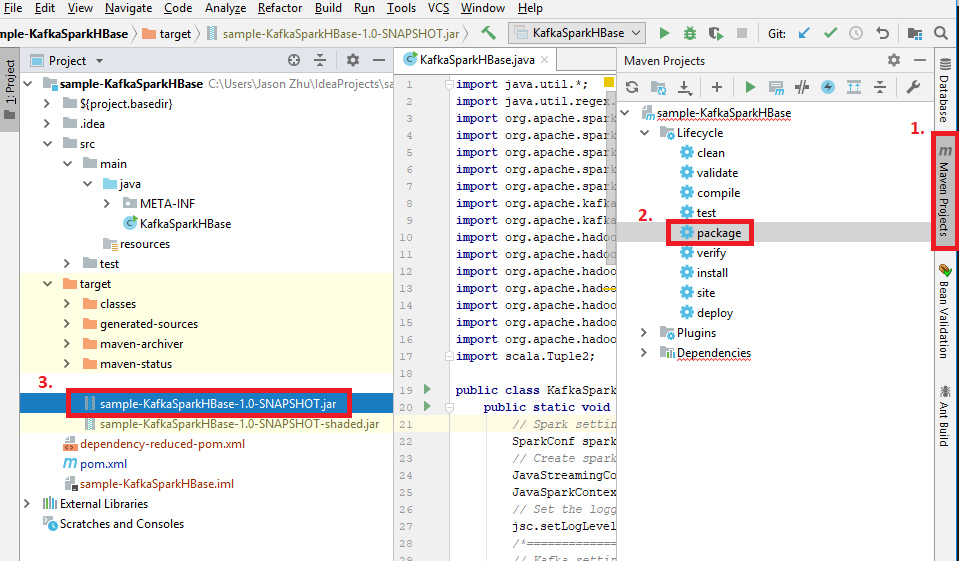 File Edit View Navigate Code Analyze Refactor Build Run Tools VCS Window Help
mple-KafkaSparkHBase target sample-KafkaSparkHBase-1.0-SNAPSHOT.jar KafkaSparkHBase Git:
1: Project
Project
sample-KafkaSparkHBase C:\Users\Jason Zhu\IdeaProjects\sa
${project.basedir}
.idea
src
main
java
META-INF
KafkaSparkHBase
resources
test
target
classes
generated-sources
maven-archiver
maven-status
3.
sample-KafkaSparkHBase-1.0-SNAPSHOT.jar
sample-KafkaSparkHBase-1.0-SNAPSHOT-shaded.jar
dependency-reduced-pom.xml
pom.xml
sample-KafkaSparkHBase.iml
External Libraries
Scratches and Consoles
KafkaSparkHBase.java
1 import java.util.*;
2 import java.util.regex.
3 import org.apache.spark
4 import org.apache.spark
5 import org.apache.spark
6 import org.apache.spark
7 import org.apache.spark
8 import org.apache.kafka
9 import org.apache.kafka
10 import org.apache.hadoo
11 import org.apache.hadoo
12 import org.apache.hadoo
13 import org.apache.hadoo
14 import org.apache.hadoo
15 import org.apache.hadoo
16 import org.apache.hadoo
17 import scala.Tuple2;
18
19 public class KafkaSpark
20 public static void
21 // Spark settin
22 SparkConf spark
23 // Create spark
24 JavaStreamingCo
25 JavaSparkContex
26 // Set the logg
27 jsc.setLogLevel
28 /*=============
29 // Kafka settin
Maven Projects
sample-KafkaSparkHBase
Lifecycle
clean
validate
compile
test
2.
package
verify
install
site
deploy
Plugins
Dependencies
Database
1.
Maven Projects
Bean Validation
Ant Build